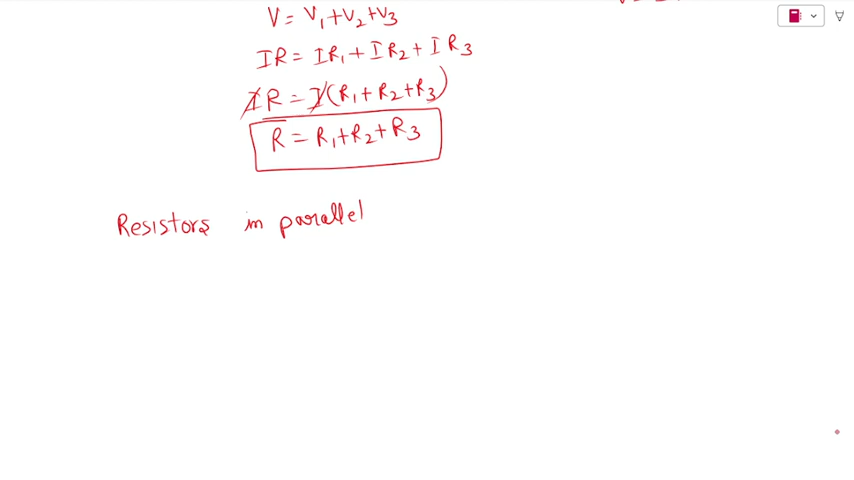 V = V₁+V₂+V₃
IR = IR₁ + IR₂ + IR₃
IR = I(R₁+R₂+R₃)
R = R₁+R₂+R₃
Resistors in parallel